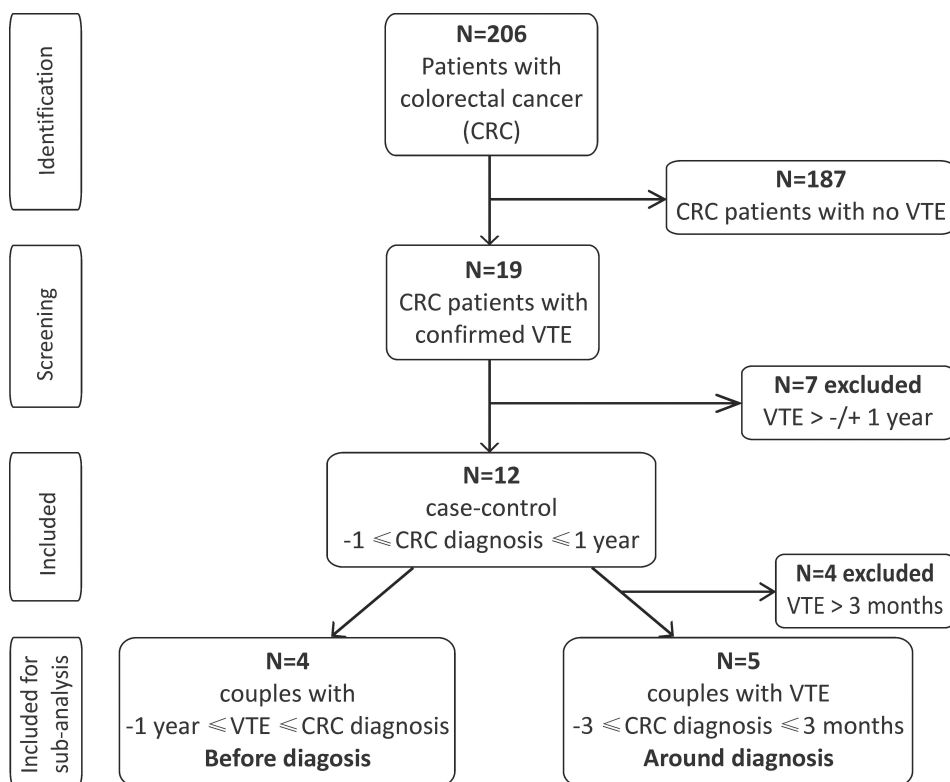 Identification
N=206
Patients with
colorectal cancer
(CRC)
N=187
CRC patients with no VTE
Screening
N=19
CRC patients with
confirmed VTE
N=7 excluded
VTE > -/+ 1 year
Included
N=12
case-control
-1 ⩽CRC diagnosis ⩽1 year
N=4 excluded
VTE > 3 months
Included for
sub-analysis
N=4
couples with
-1 year ⩽VTE ⩽CRC diagnosis
Before diagnosis
N=5
couples with VTE
-3 ⩽CRC diagnosis ⩽3 months
Around diagnosis